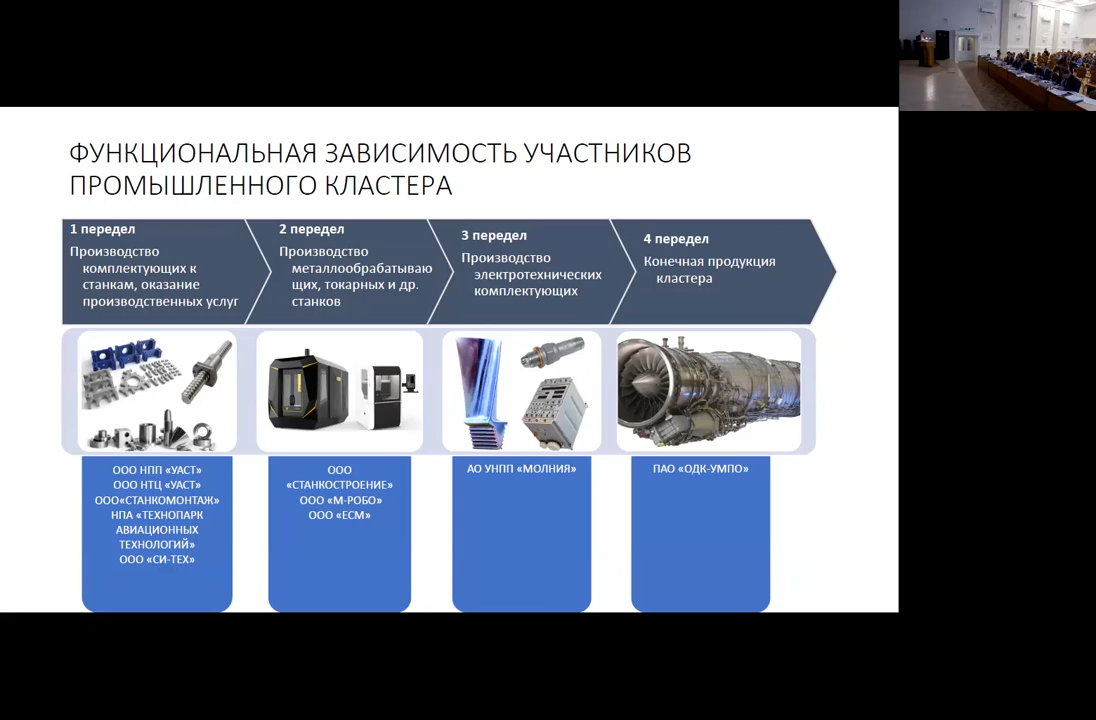 ФУНКЦИОНАЛЬНАЯ ЗАВИСИМОСТЬ УЧАСТНИКОВ
ПРОМЫШЛЕННОГО КЛАСТЕРА
1 передел
Производство
комплектующих к
станкам, оказание
производственных услуг
2 передел
Производство
металлообрабатываю
щих, токарных и др.
станков
3 передел
Производство
электротехнических
комплектующих
4 передел
Конечная продукция
кластера
ООО НПП «УАСТ»
ООО НТЦ «УАСТ»
ООО«СТАНКОМОНТАЖ»
НПА «ТЕХНОПАРК
АВИАЦИОННЫХ
ТЕХНОЛОГИЙ»
ООО «СИ-ТЕХ»
ООО
«СТАНКОСТРОЕНИЕ»
ООО «М-РОБО»
ООО «ЕСМ»
АО УНПП «МОЛНИЯ»
ПАО «ОДК-УМПО»